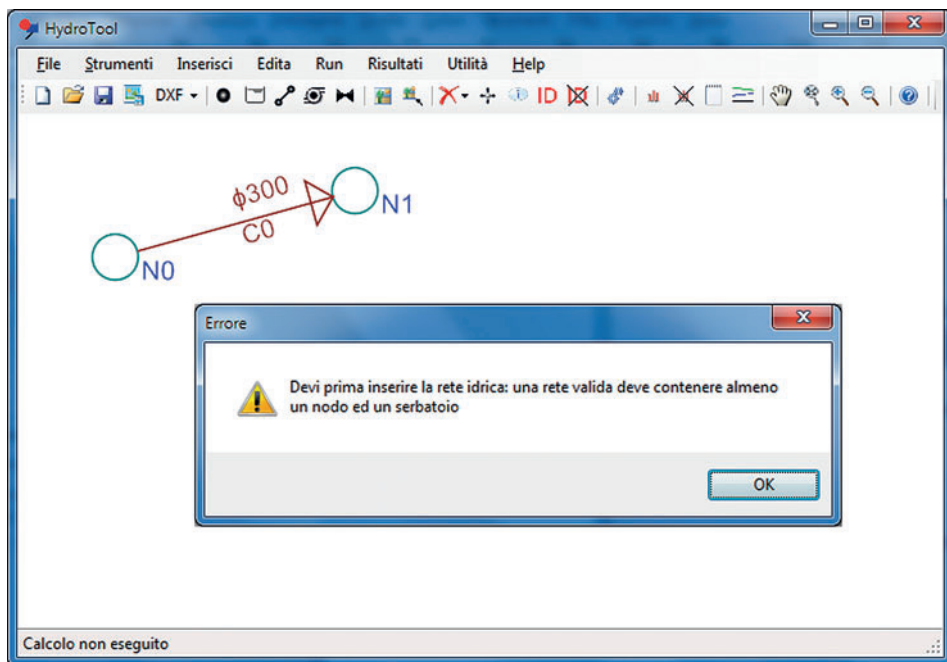 HydroTool
File Strumenti Inserisci Edita Run Risultati Utilità Help
DXF ID
ϕ300
C0
N1
N0
Errore
Devi prima inserire la rete idrica: una rete valida deve contenere almeno
un nodo ed un serbatoio
OK
Calcolo non eseguito